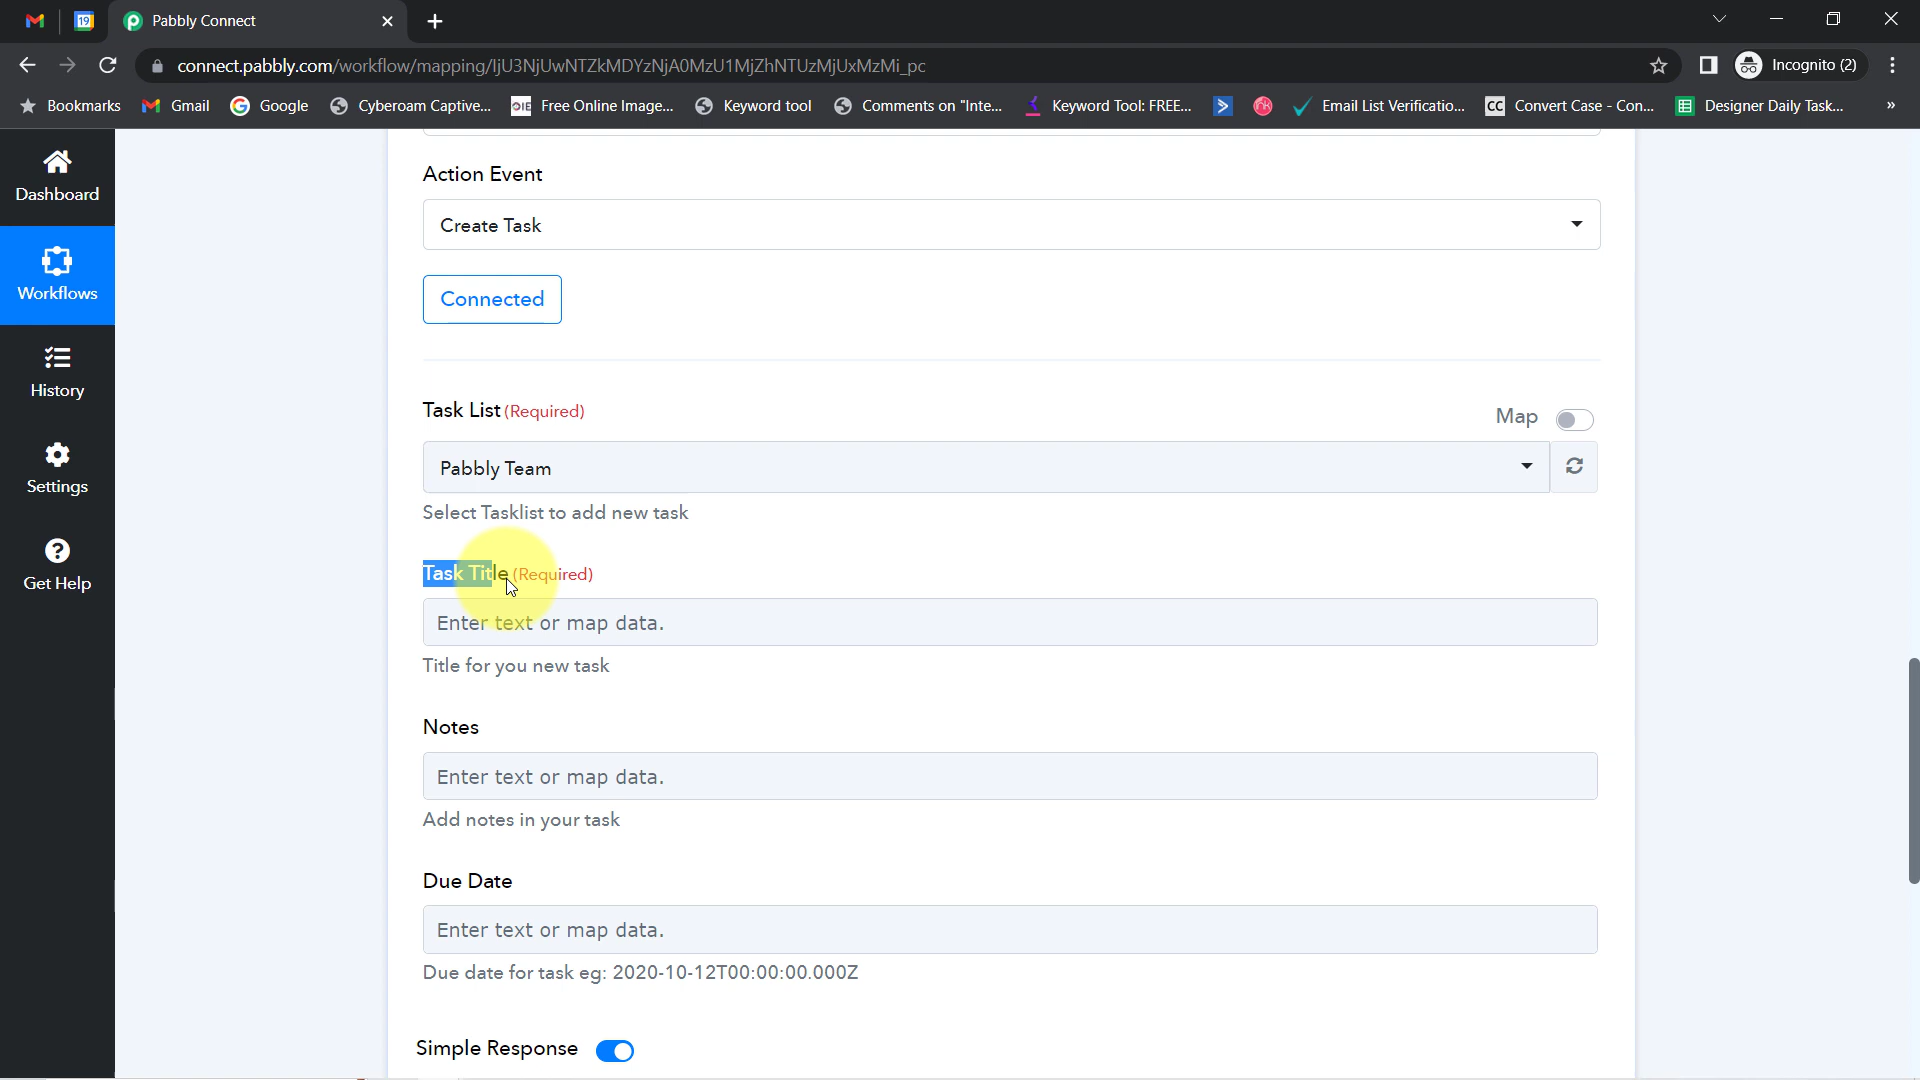 19
Pabbly Connect
connect.pabbly.com/workflow/mapping/IjU3NjUwNTZkMDYzNjA0MzU1MjZhNTUzMjUxMzMi_pc
Incognito (2)
Bookmarks
Gmail
Google
Cyberoam Captive...
OIE Free Online Image...
Keyword tool
Comments on "Inte...
Keyword Tool: FREE...
Email List Verificatio...
CC Convert Case - Con...
Designer Daily Task...
»
Dashboard
Workflows
History
Settings
Get Help
Action Event
Create Task
Connected
Task List (Required)
Map
Pabbly Team
Select Tasklist to add new task
Task Title (Required)
Enter text or map data.
Title for you new task
Notes
Enter text or map data.
Add notes in your task
Due Date
Enter text or map data.
Due date for task eg: 2020-10-12T00:00:00.000Z
Simple Response